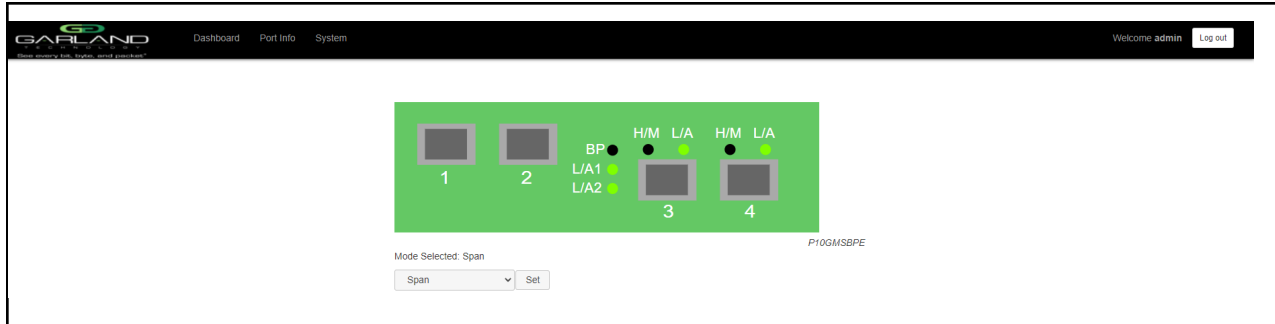 GARLAND
TECHNOLOGY
See every bit, byte, and packet.®
Dashboard Port Info System
Welcome admin Log out
H/M L/A H/M L/A
BP
L/A1
L/A2
1 2
3 4
P10GMSBPE
Mode Selected: Span
Span Set